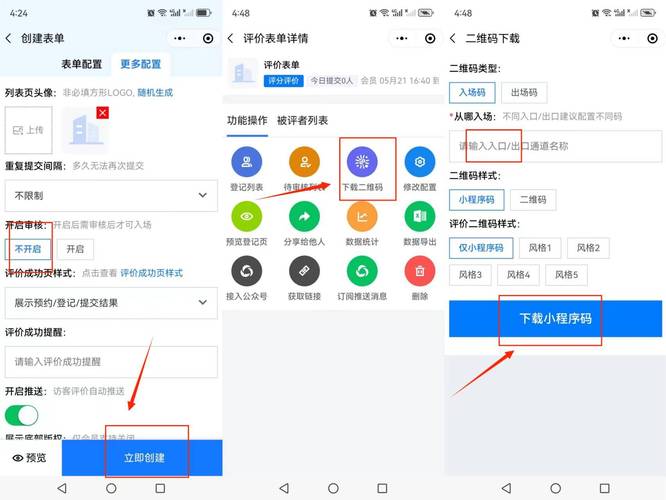 4:24
创建表单
表单配置 更多配置
列表页头像: 非必填方形LOGO, 随机生成
上传
重复提交间隔: 多久无法再次提交
不限制
开启审核: 开启后需审核后才可入场
不开启 开启
评价成功页样式: 点击查看 评价成功页样式
展示预约/登记/提交结果
评价成功提醒:
请输入评价成功提醒
开启推送: 访客评价自动推送
展示底部版权: 仅会员支持关闭
预览 立即创建
4:48
评价表单详情
评价表单
评分评价 今日提交0人 会员 05月21 16:40 到
功能操作 被评者列表
登记列表 待审核列表 下载二维码 修改配置
预览登记页 分享给他人 数据统计 数据导出
接入公众号 获取链接 订阅推送消息 删除
4:48
二维码下载
二维码类型:
入场码 出场码
*从哪入场: 不同入口/出口建议配置不同码
请输入入口/出口通道名称
二维码样式:
小程序码 二维码
评价二维码样式:
仅小程序码 风格1 风格2
风格3 风格4 风格5
下载小程序码